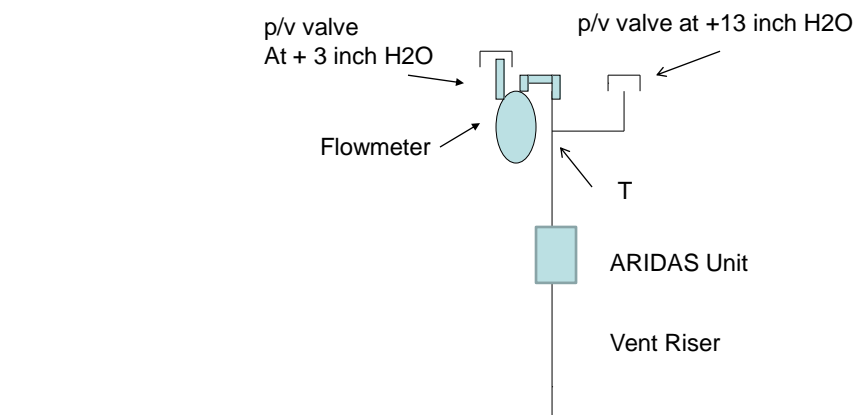 p/v valve
At + 3 inch H2O
p/v valve at +13 inch H2O
Flowmeter
T
ARIDAS Unit
Vent Riser